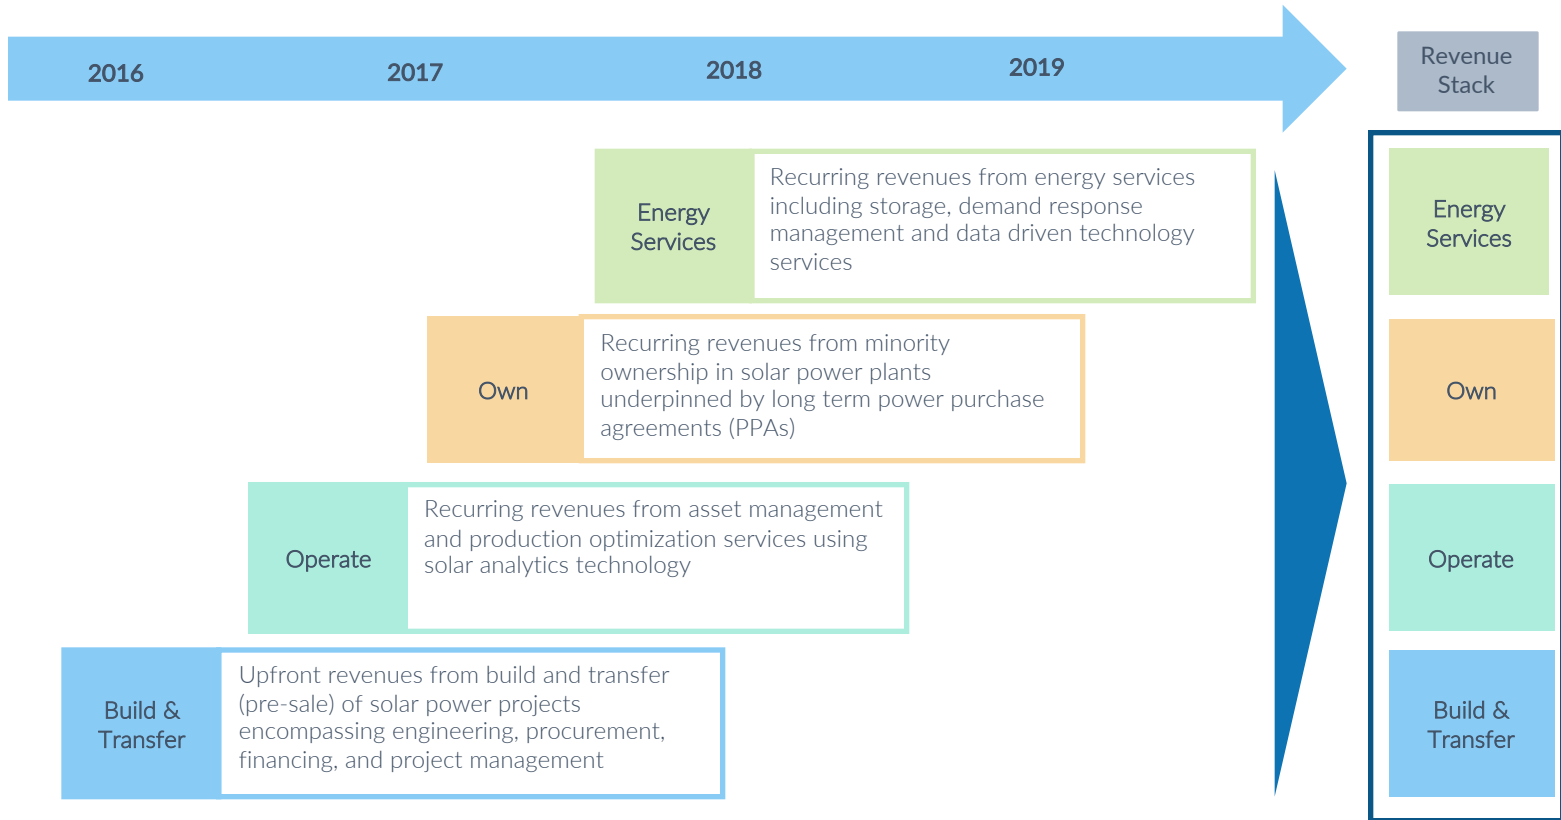 2016
2017
2018
2019
Revenue
Stack
Energy
Services
Recurring revenues from energy services
including storage, demand response
management and data driven technology
services
Energy
Services
Own
Recurring revenues from minority
ownership in solar power plants
underpinned by long term power purchase
agreements (PPAs)
Own
Operate
Recurring revenues from asset management
and production optimization services using
solar analytics technology
Operate
Build &
Transfer
Upfront revenues from build and transfer
(pre-sale) of solar power projects
encompassing engineering, procurement,
financing, and project management
Build &
Transfer